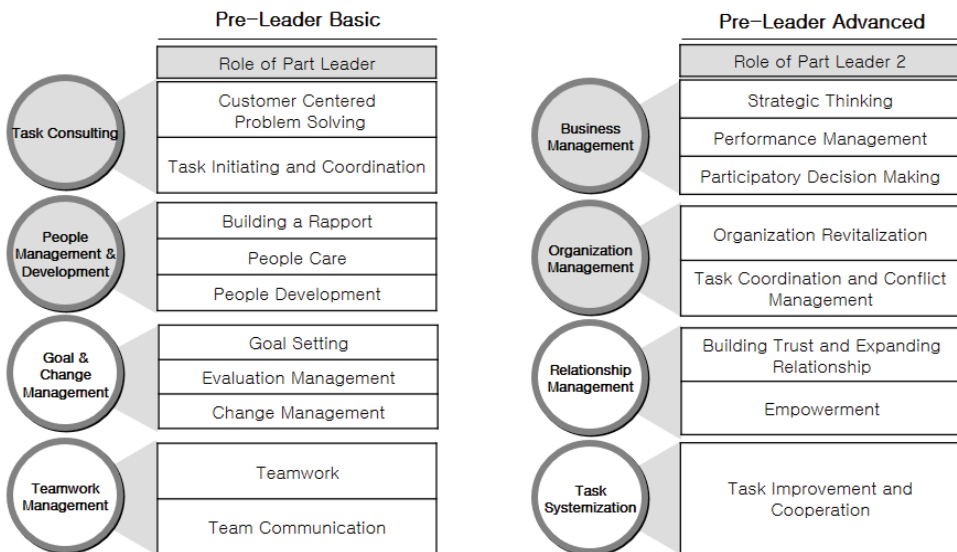 Pre-Leader Basic
Role of Part Leader
Task Consulting
Customer Centered
Problem Solving
Task Initiating and Coordination
People
Management &
Development
Building a Rapport
People Care
People Development
Goal &
Change
Management
Goal Setting
Evaluation Management
Change Management
Teamwork
Management
Teamwork
Team Communication
Pre-Leader Advanced
Role of Part Leader 2
Business
Management
Strategic Thinking
Performance Management
Participatory Decision Making
Organization
Management
Organization Revitalization
Task Coordination and Conflict
Management
Relationship
Management
Building Trust and Expanding
Relationship
Empowerment
Task
Systemization
Task Improvement and
Cooperation